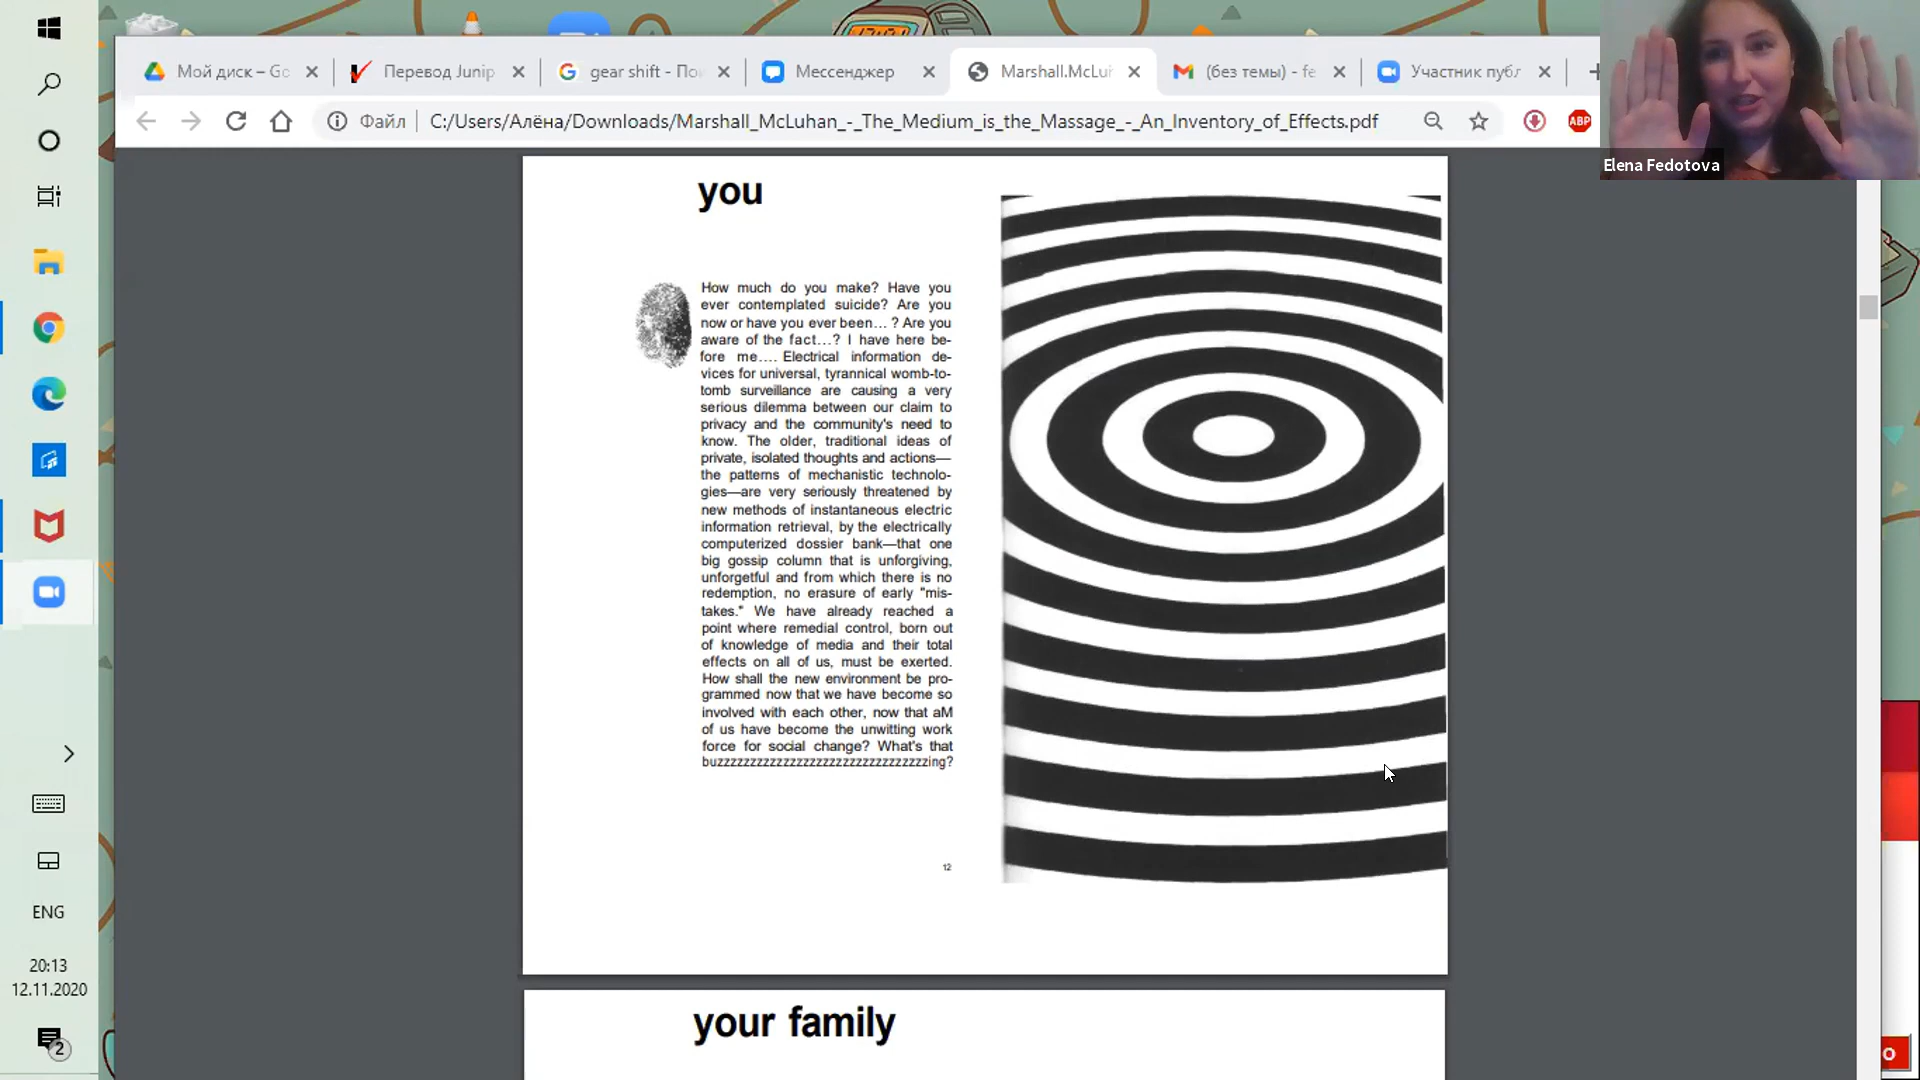 Мой диск – Gc
Перевод Junip
gear shift - Пои
Мессенджер
Marshall.McLuh
(без темы) - fe
Участник публ
Файл
C:/Users/Алёна/Downloads/Marshall_McLuhan_-_The_Medium_is_the_Massage_-_An_Inventory_of_Effects.pdf
ABP
Elena Fedotova
you
How much do you make? Have you
ever contemplated suicide? Are you
now or have you ever been... ? Are you
aware of the fact...? I have here be-
fore me.... Electrical information de-
vices for universal, tyrannical womb-to-
tomb surveillance are causing a very
serious dilemma between our claim to
privacy and the community's need to
know. The older, traditional ideas of
private, isolated thoughts and actions—
the patterns of mechanistic technolo-
gies—are very seriously threatened by
new methods of instantaneous electric
information retrieval, by the electrically
computerized dossier bank—that one
big gossip column that is unforgiving,
unforgetful and from which there is no
redemption, no erasure of early "mis-
takes." We have already reached a
point where remedial control, born out
of knowledge of media and their total
effects on all of us, must be exerted.
How shall the new environment be pro-
grammed now that we have become so
involved with each other, now that aM
of us have become the unwitting work
force for social change? What's that
buzzzzzzzzzzzzzzzzzzzzzzzzzzzzzzzzing?
12
your family
ENG
20:13
12.11.2020
2